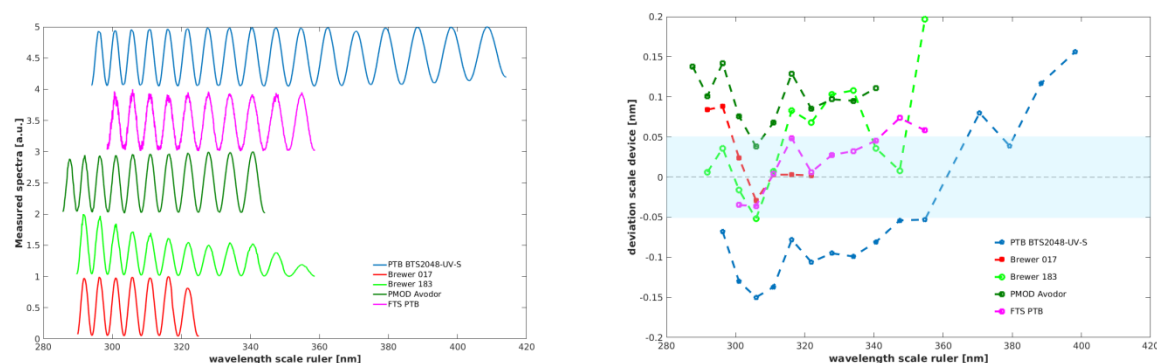 5
4.5
4
3.5
3
2.5
2
1.5
1
0.5
0
Measured spectra [a.u.]
PTB BTS2048-UV-S
Brewer 017
Brewer 183
PMOD Avodor
FTS PTB
280 300 320 340 360 380 400 420
wavelength scale ruler [nm]
0.2
0.15
0.1
0.05
0
-0.05
-0.1
-0.15
-0.2
deviation scale device [nm]
PTB BTS2048-UV-S
Brewer 017
Brewer 183
PMOD Avodor
FTS PTB
280 300 320 340 360 380 400 420
wavelength scale ruler [nm]